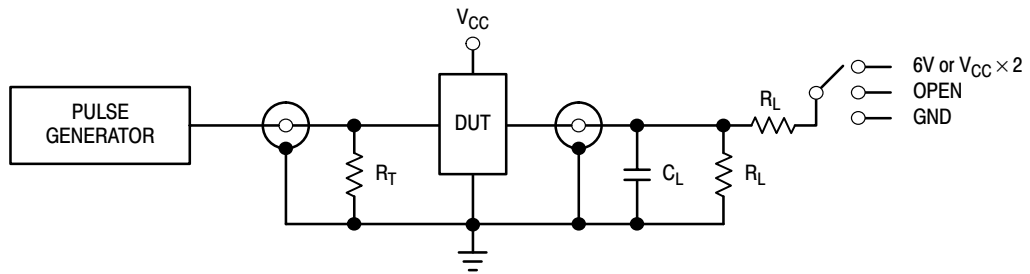 V_CC
PULSE
GENERATOR
R_T
DUT
C_L
R_L
R_L
6V or V_CC × 2
OPEN
GND